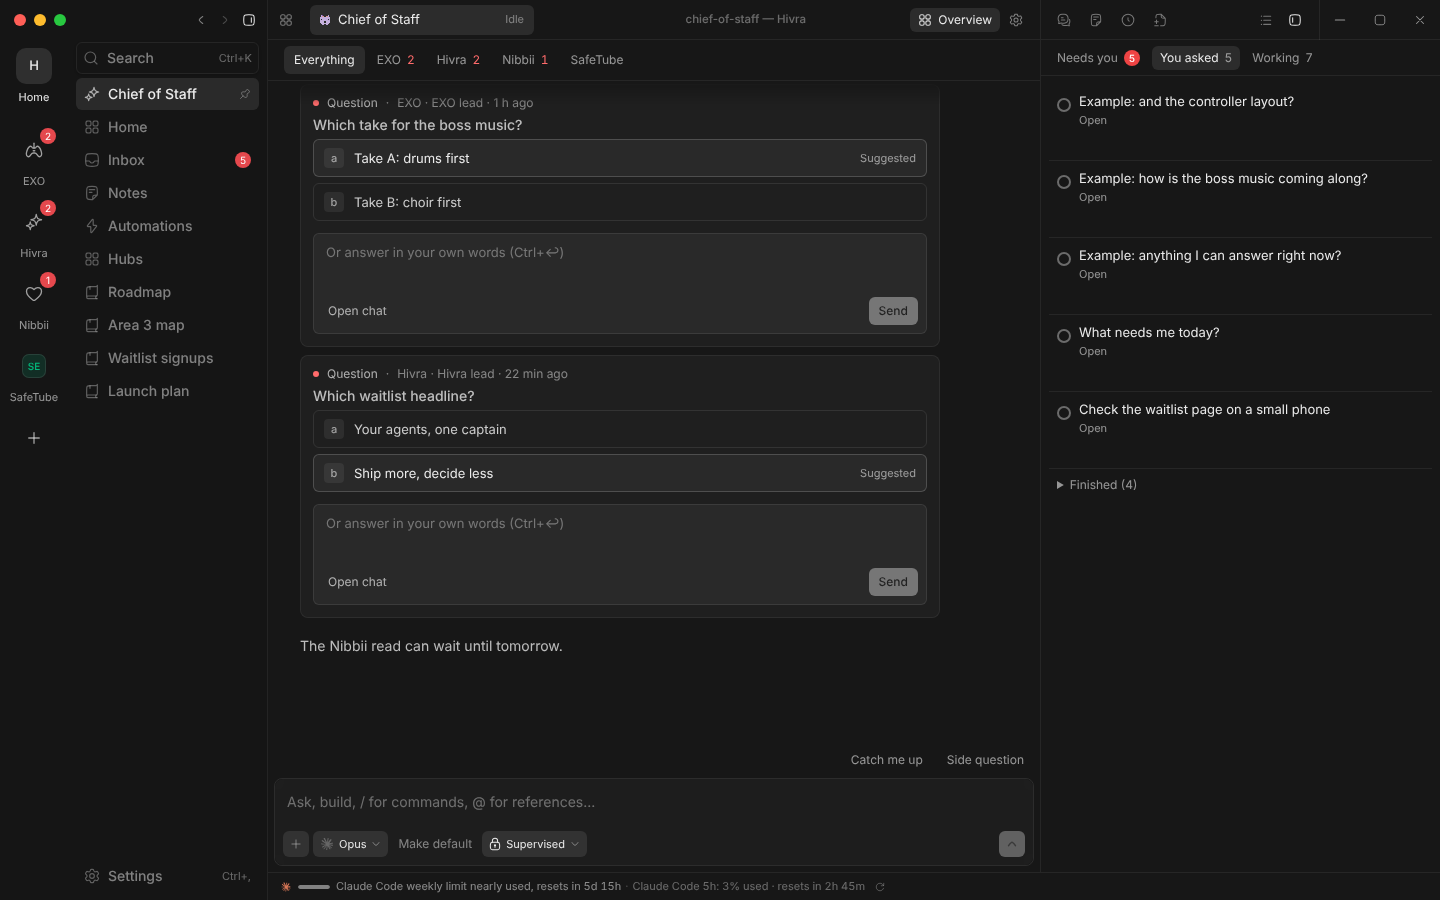 Chief of Staff
Idle
chief-of-staff — Hivra
Overview
H
Home
2
EXO
2
Hivra
1
Nibbii
SE
SafeTube
Search
Ctrl+K
Chief of Staff
Home
Inbox
5
Notes
Automations
Hubs
Roadmap
Area 3 map
Waitlist signups
Launch plan
Settings
Ctrl+,
Everything
EXO 2
Hivra 2
Nibbii 1
SafeTube
Question · EXO · EXO lead · 1 h ago
Which take for the boss music?
a Take A: drums first Suggested
b Take B: choir first
Or answer in your own words (Ctrl+↩)
Open chat
Send
Question · Hivra · Hivra lead · 22 min ago
Which waitlist headline?
a Your agents, one captain
b Ship more, decide less Suggested
Or answer in your own words (Ctrl+↩)
Open chat
Send
The Nibbii read can wait until tomorrow.
Catch me up
Side question
Ask, build, / for commands, @ for references...
Opus
Make default
Supervised
Claude Code weekly limit nearly used, resets in 5d 15h · Claude Code 5h: 3% used · resets in 2h 45m
Needs you 5
You asked 5
Working 7
Example: and the controller layout?
Open
Example: how is the boss music coming along?
Open
Example: anything I can answer right now?
Open
What needs me today?
Open
Check the waitlist page on a small phone
Open
Finished (4)